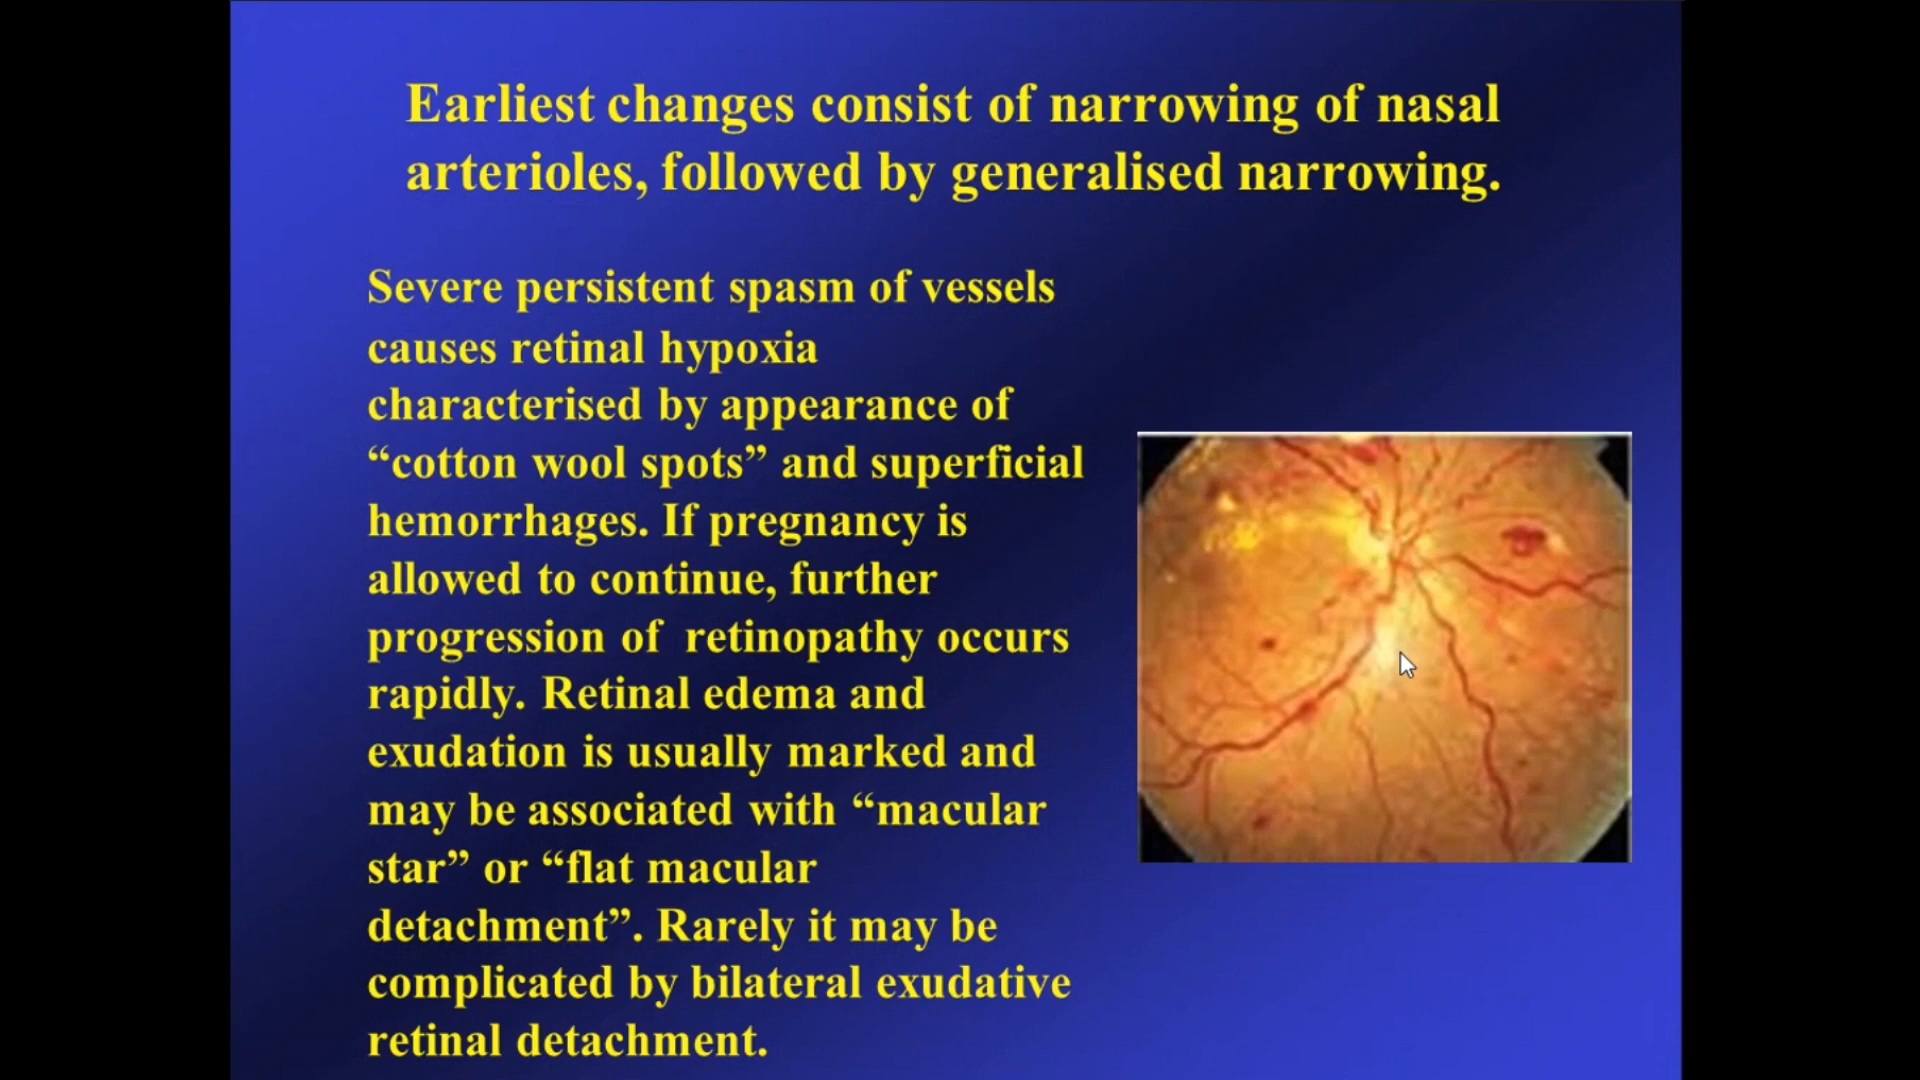 Earliest changes consist of narrowing of nasal
arterioles, followed by generalised narrowing.
Severe persistent spasm of vessels
causes retinal hypoxia
characterised by appearance of
“cotton wool spots” and superficial
hemorrhages. If pregnancy is
allowed to continue, further
progression of retinopathy occurs
rapidly. Retinal edema and
exudation is usually marked and
may be associated with “macular
star” or “flat macular
detachment”. Rarely it may be
complicated by bilateral exudative
retinal detachment.